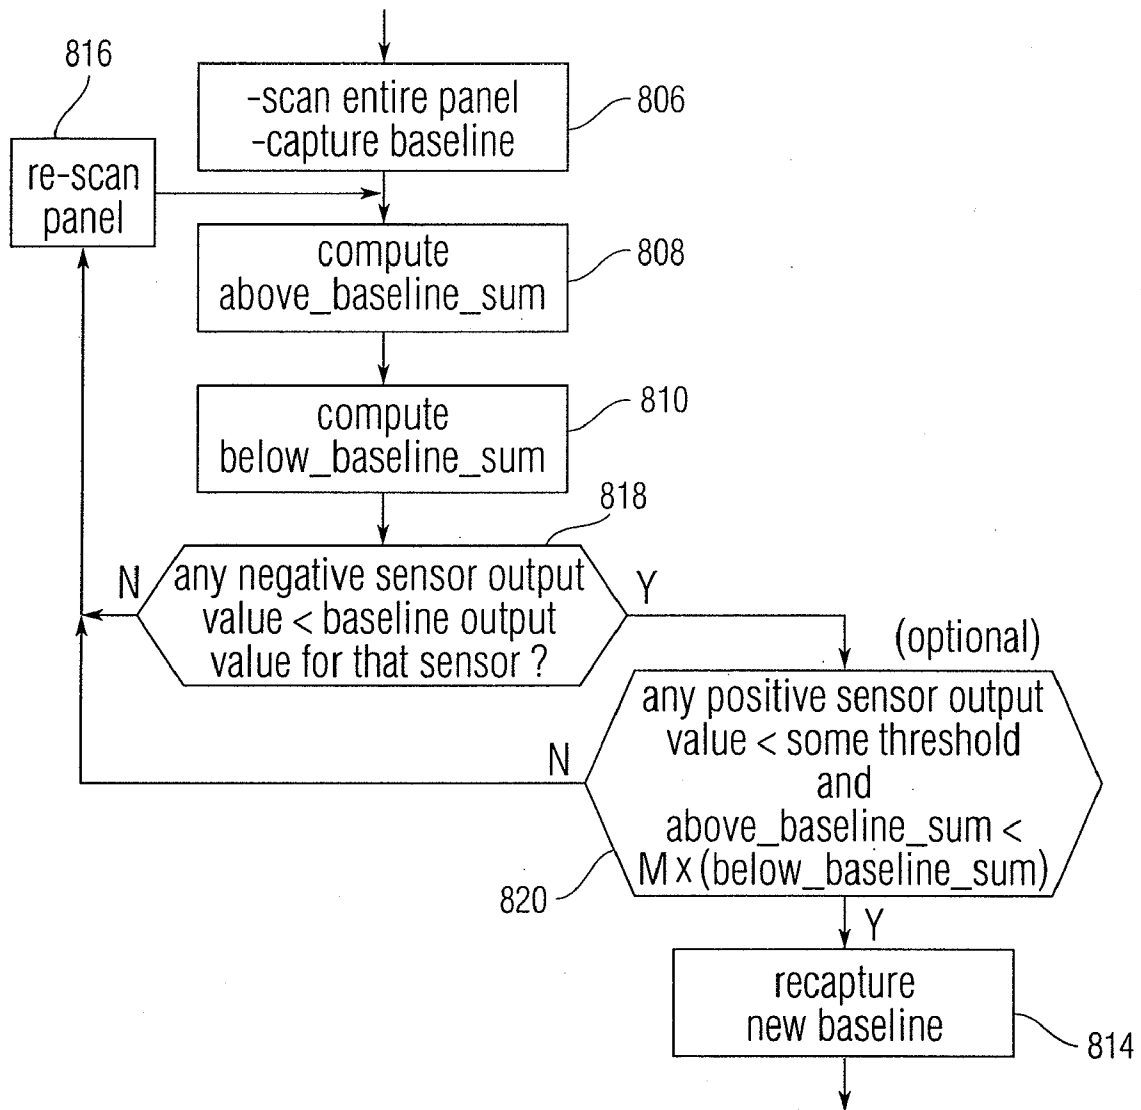 816
-scan entire panel
-capture baseline
806
re-scan
panel
compute
above_baseline_sum
808
compute
below_baseline_sum
810
818
N
any negative sensor output
value < baseline output
value for that sensor ?
Y
(optional)
any positive sensor output
value < some threshold
and
above_baseline_sum <
M x (below_baseline_sum)
N
820
Y
recapture
new baseline
814